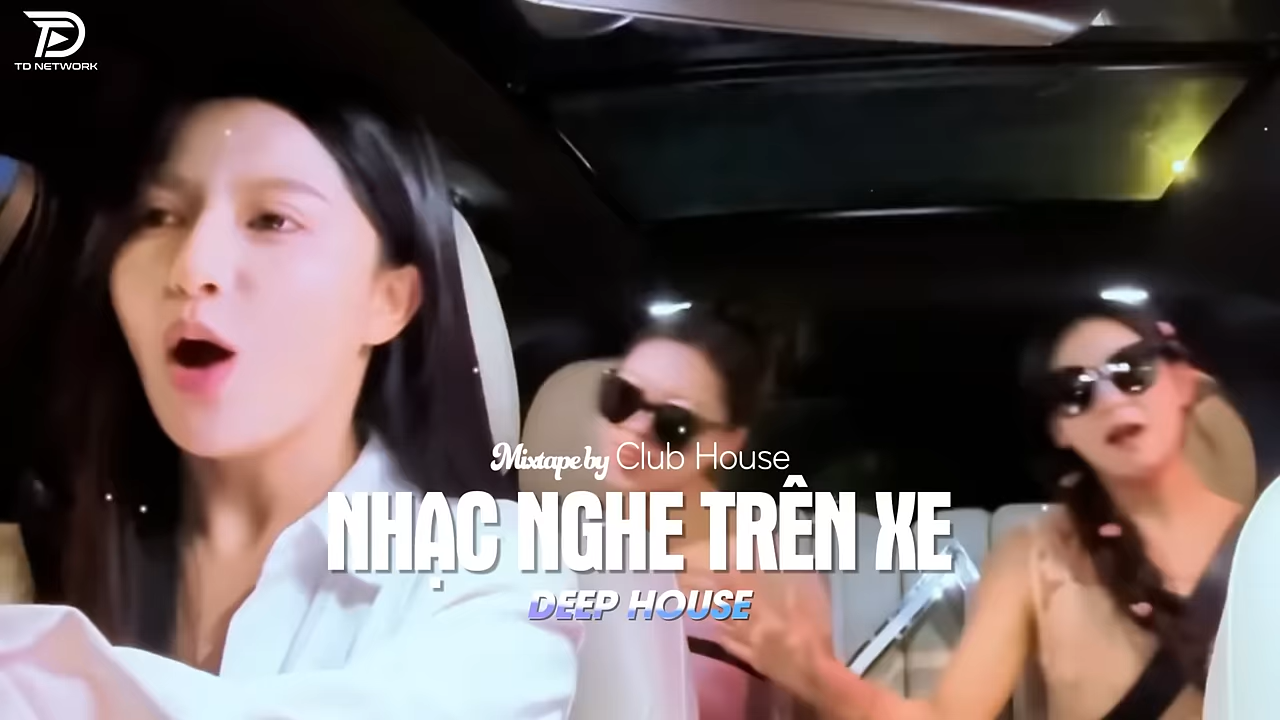 TD NETWORK
Mixtape by Club House
NHẠC NGHE TRÊN XE
DEEP HOUSE